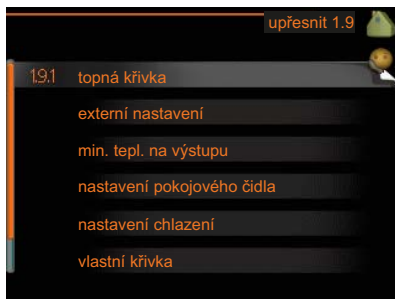 upřesnit 1.9
1.9.1 topná křivka
externí nastavení
min. tepl. na výstupu
nastavení pokojového čidla
nastavení chlazení
vlastní křivka